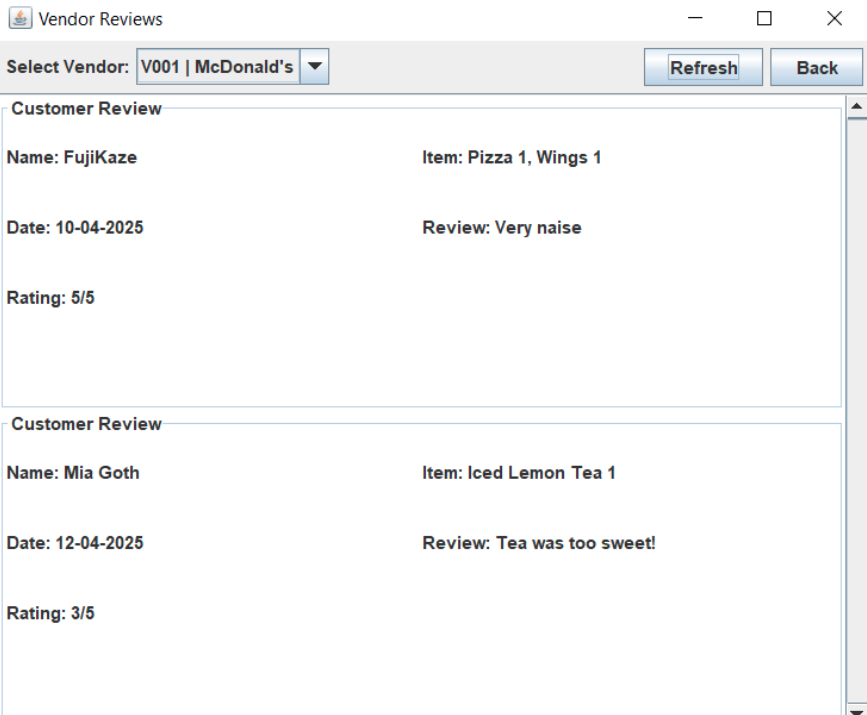 Vendor Reviews
Select Vendor: V001 | McDonald's Refresh Back
Customer Review
Name: FujiKaze Item: Pizza 1, Wings 1
Date: 10-04-2025 Review: Very naise
Rating: 5/5
Customer Review
Name: Mia Goth Item: Iced Lemon Tea 1
Date: 12-04-2025 Review: Tea was too sweet!
Rating: 3/5